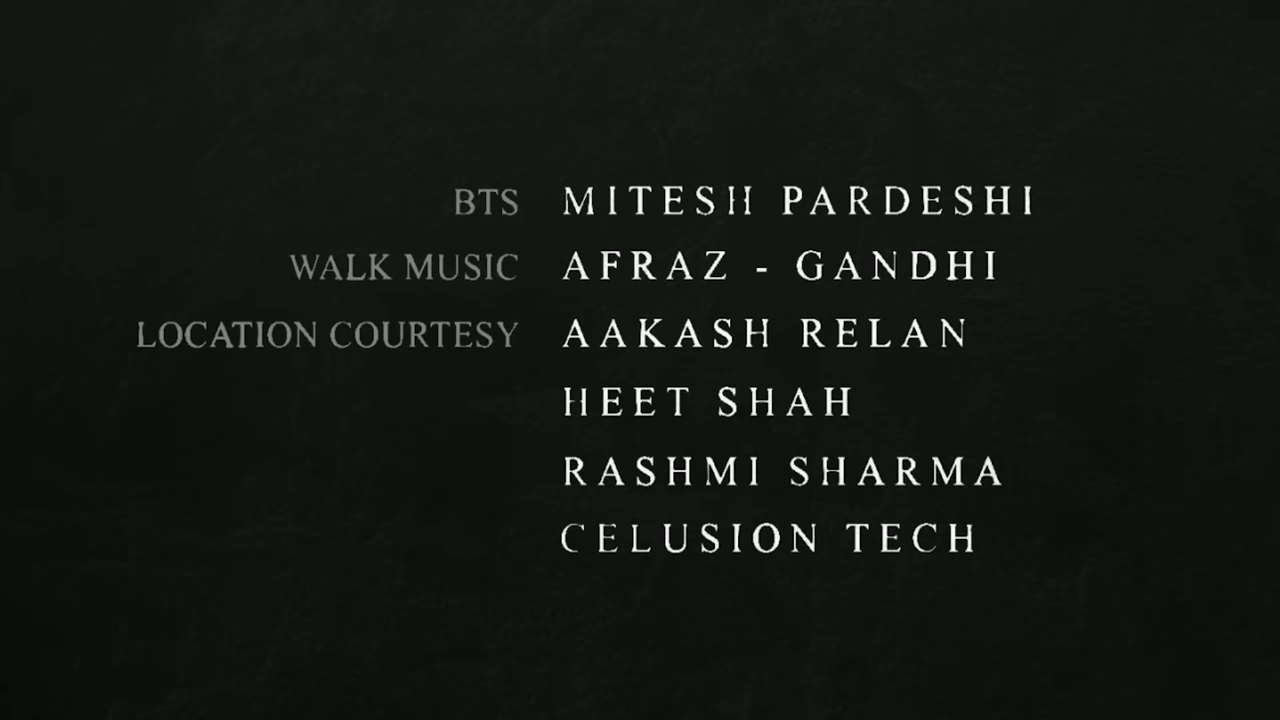 BTS MITESH PARDESHI
WALK MUSIC AFRAZ - GANDHI
LOCATION COURTESY AAKASH RELAN
HEET SHAH
RASHMI SHARMA
CELUSION TECH